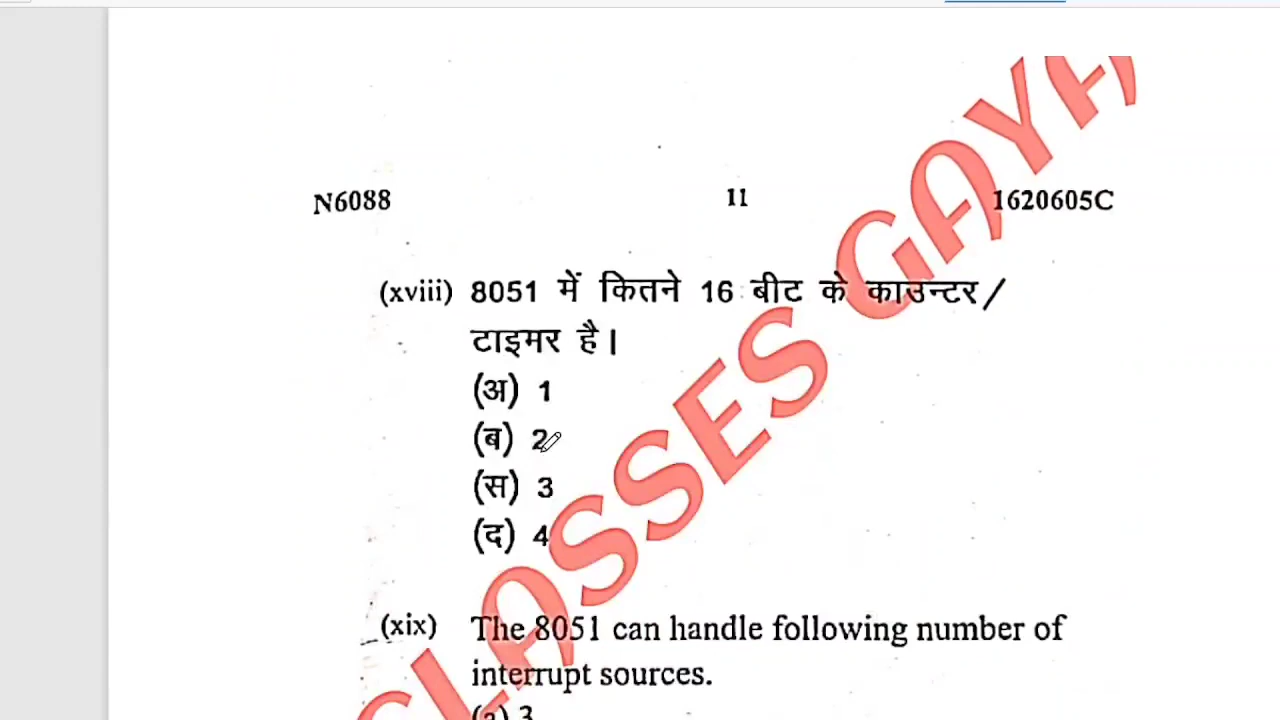 N6088 11 1620605C
(xviii) 8051 में कितने 16 बीट के काउन्टर/
टाइमर है।
(अ) 1
(ब) 2
(स) 3
(द) 4
(xix) The 8051 can handle following number of
interrupt sources.
(a) 3
CLASSES GAYA